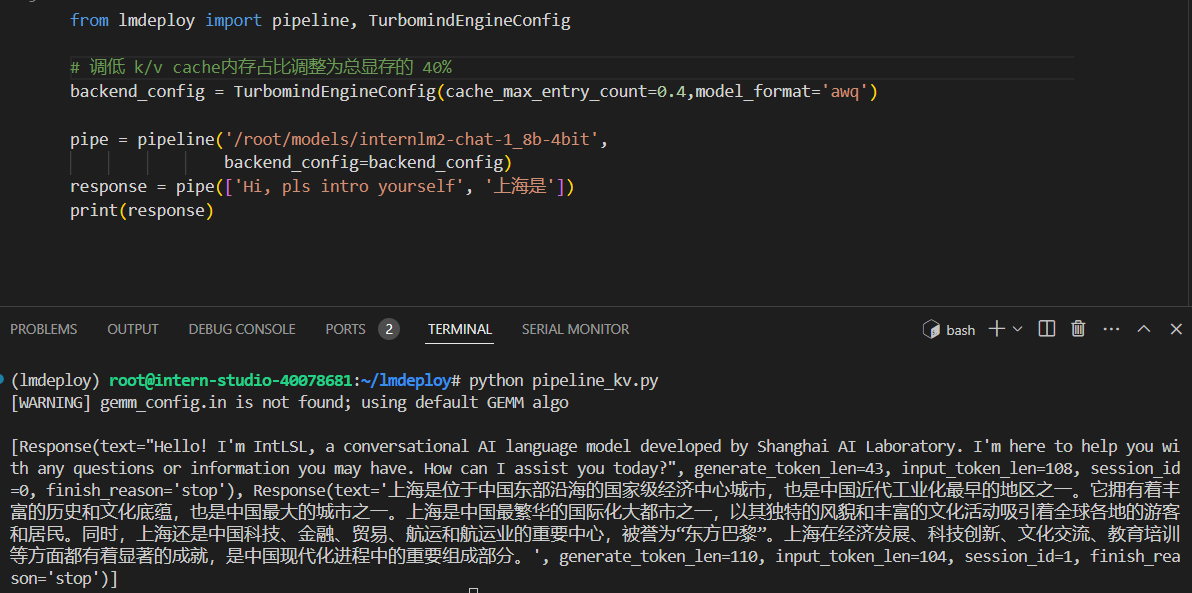 from lmdeploy import pipeline, TurbomindEngineConfig
# 调低 k/v cache内存占比调整为总显存的 40%
backend_config = TurbomindEngineConfig(cache_max_entry_count=0.4,model_format='awq')
pipe = pipeline('/root/models/internlm2-chat-1_8b-4bit',
backend_config=backend_config)
response = pipe(['Hi, pls intro yourself', '上海是'])
print(response)
PROBLEMS OUTPUT DEBUG CONSOLE PORTS 2 TERMINAL SERIAL MONITOR bash
(lmdeploy) root@intern-studio-40078681:~/lmdeploy# python pipeline_kv.py
[WARNING] gemm_config.in is not found; using default GEMM algo
[Response(text="Hello! I'm IntLSL, a conversational AI language model developed by Shanghai AI Laboratory. I'm here to help you wi
th any questions or information you may have. How can I assist you today?", generate_token_len=43, input_token_len=108, session_id
=0, finish_reason='stop'), Response(text='上海是位于中国东部沿海的国家级经济中心城市，也是中国近代工业化最早的地区之一。它拥有着丰
富的历史和文化底蕴，也是中国最大的城市之一。上海是中国最繁华的国际化大都市之一，以其独特的风貌和丰富的文化活动吸引着全球各地的游客
和居民。同时，上海还是中国科技、金融、贸易、航运和航运业的重要中心，被誉为“东方巴黎”。上海在经济发展、科技创新、文化交流、教育培训
等方面都有着显著的成就，是中国现代化进程中的重要组成部分。', generate_token_len=110, input_token_len=104, session_id=1, finish_rea
son='stop')]